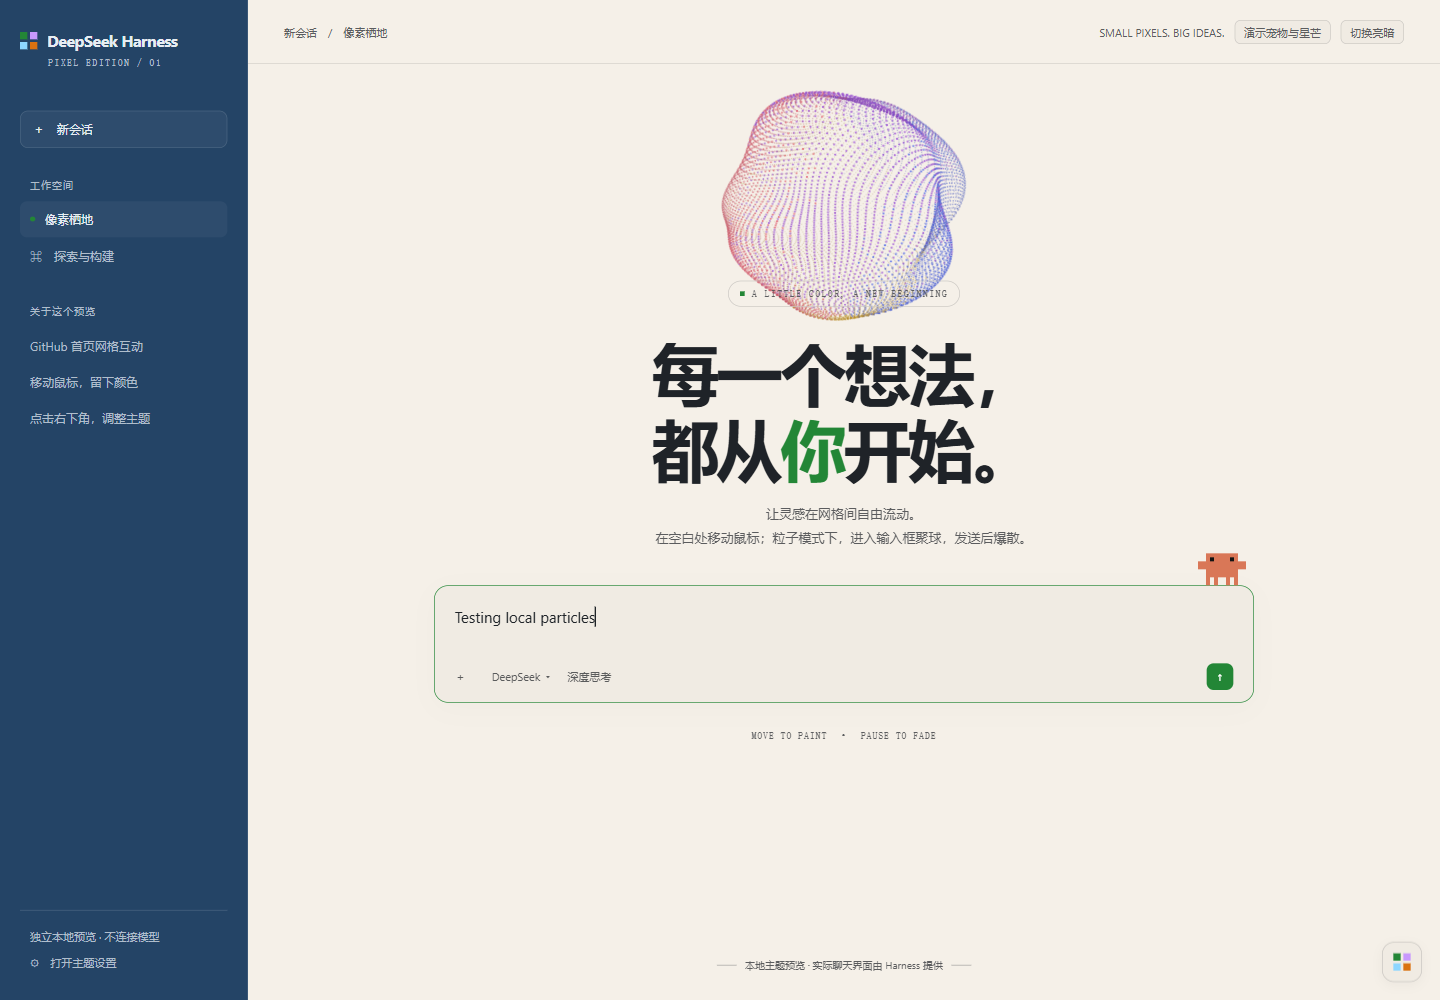 DeepSeek Harness
PIXEL EDITION / 01
+ 新会话
工作空间
像素栖地
⌘ 探索与构建
关于这个预览
GitHub 首页网格互动
移动鼠标，留下颜色
点击右下角，调整主题
独立本地预览 · 不连接模型
打开主题设置
新会话 / 像素栖地
SMALL PIXELS. BIG IDEAS.
演示宠物与星芒
切换亮暗
A LITTLE COLOR, A NEW BEGINNING
每一个想法，
都从你开始。
让灵感在网格间自由流动。
在空白处移动鼠标；粒子模式下，进入输入框聚球，发送后爆散。
Testing local particles
+ DeepSeek 深度思考 ↑
MOVE TO PAINT • PAUSE TO FADE
本地主题预览 · 实际聊天界面由 Harness 提供